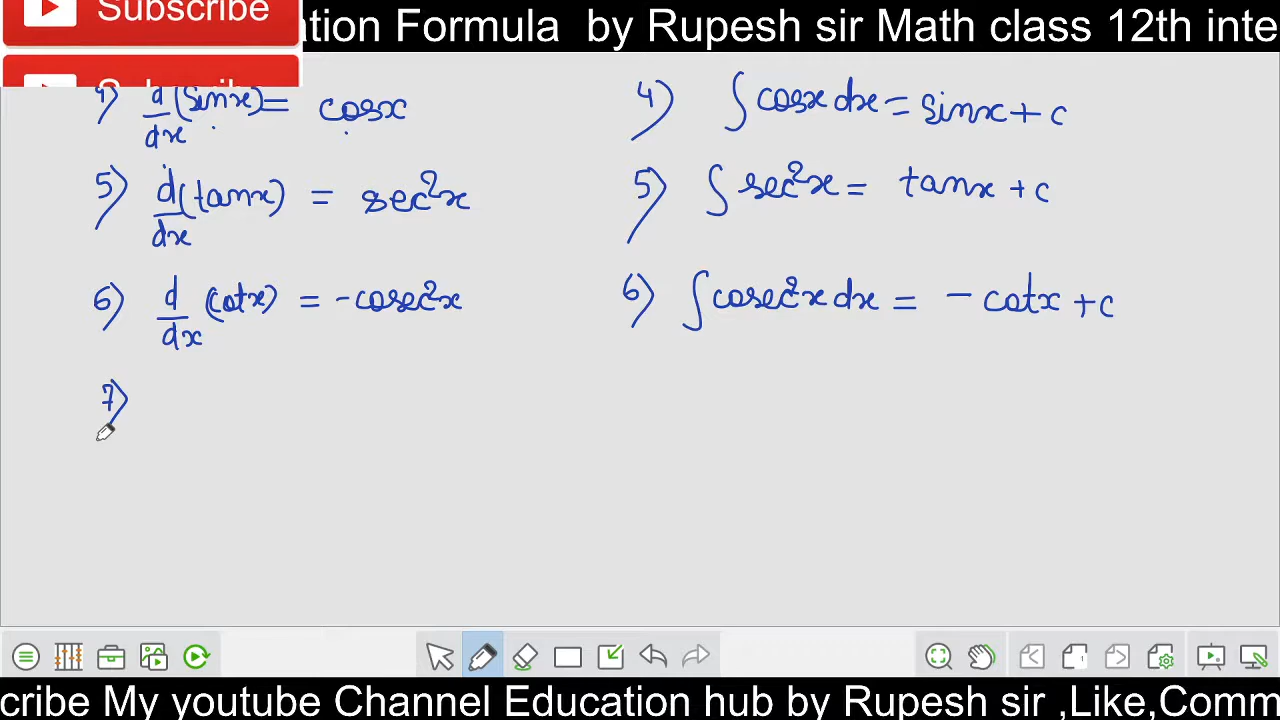 Subscribe
ation Formula by Rupesh sir Math class 12th inte
Subscribe
4) d/dx (sinx) = cosx
4) ∫ cosx dx = sinx + c
5) d/dx (tanx) = sec²x
5) ∫ sec²x = tanx + c
6) d/dx (cotx) = -cosec²x
6) ∫ cosec²x dx = - cotx + c
7)
cribe My youtube Channel Education hub by Rupesh sir ,Like,Comm